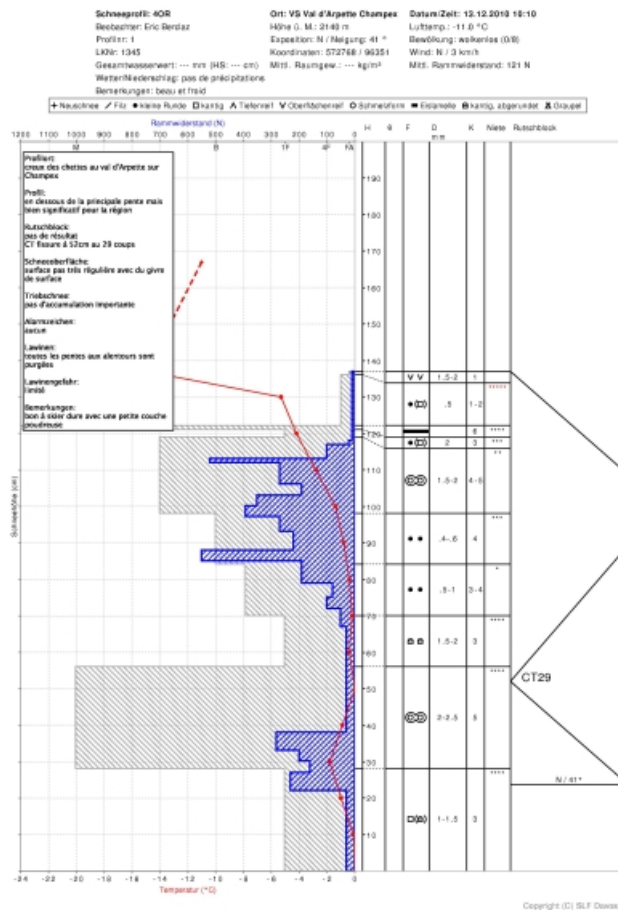 Schneeprofil: 4OR
Ort: VS Val d'Arpette Champex
Datum/Zeit: 13.12.2010 10:10
Beobachter: Eric Berclaz
Höhe ü. M.: 2140 m
Lufttemp.: -11.0 °C
Profilnr: 1
Exposition: N / Neigung: 41 °
Bewölkung: wolkenlos (0/8)
LKNr: 1345
Koordinaten: 572768 / 96351
Wind: N / 3 km/h
Gesamtwasserwert: --- mm (HS: --- cm)
Mittl. Raumgew.: --- kg/m³
Mittl. Rammwiderstand: 121 N
Wetter/Niederschlag: pas de précipitations
Bemerkungen: beau et froid
Neuschnee Filz kleine Runde kantig Tiefenreif Oberflächenreif Schmelzform Eislamelle kantig, abgerundet Graupel
Rammwiderstand (N)
H θ F D K Niete Rutschblock
mm
1200 1100 1000 900 800 700 600 500 400 300 200 100 0
M B 1F 4F FA
Profilort:
creux des chettes au val d'Arpette sur
Champex
Profil:
en dessous de la principale pente mais
bien significatif pour la région
Rutschblock:
pas de résultat
CT fissure à 52cm au 29 coups
Schneeoberfläche:
surface pas très régulière avec du givre
de surface
Triebschnee:
pas d'accumulation importante
Alarmzeichen:
aucun
Lawinen:
toutes les pentes aux alentours sont
purgées
Lawinengefahr:
limité
Bemerkungen:
bon à skier dure avec une petite couche
poudreuse
Schneehöhe (cm)
190
180
170
160
150
140
1.5-2 1
130
.5 1-2
6
120
2 3
110
1.5-2 4-5
100
90
.4-.6 4
80
.5-1 3-4
70
60
1.5-2 3
50
CT29
40
2-2.5 5
30
N / 41°
20
1-1.5 3
10
-24 -22 -20 -18 -16 -14 -12 -10 -8 -6 -4 -2 0
Temperatur (°C)
Copyright (C) SLF Davos